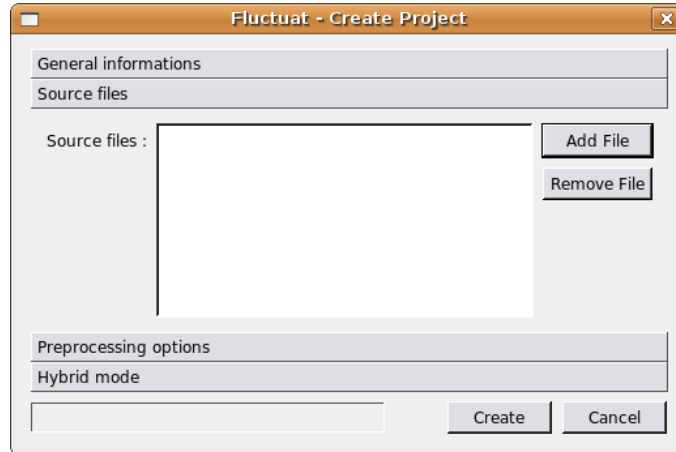 Fluctuat - Create Project
General informations
Source files
Source files :
Add File
Remove File
Preprocessing options
Hybrid mode
Create
Cancel